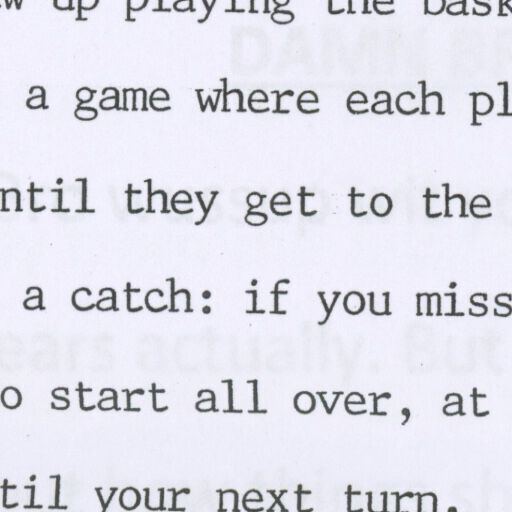 up playing the bask
a game where each pl
ntil they get to the
a catch: if you miss
o start all over, at
til your next turn.